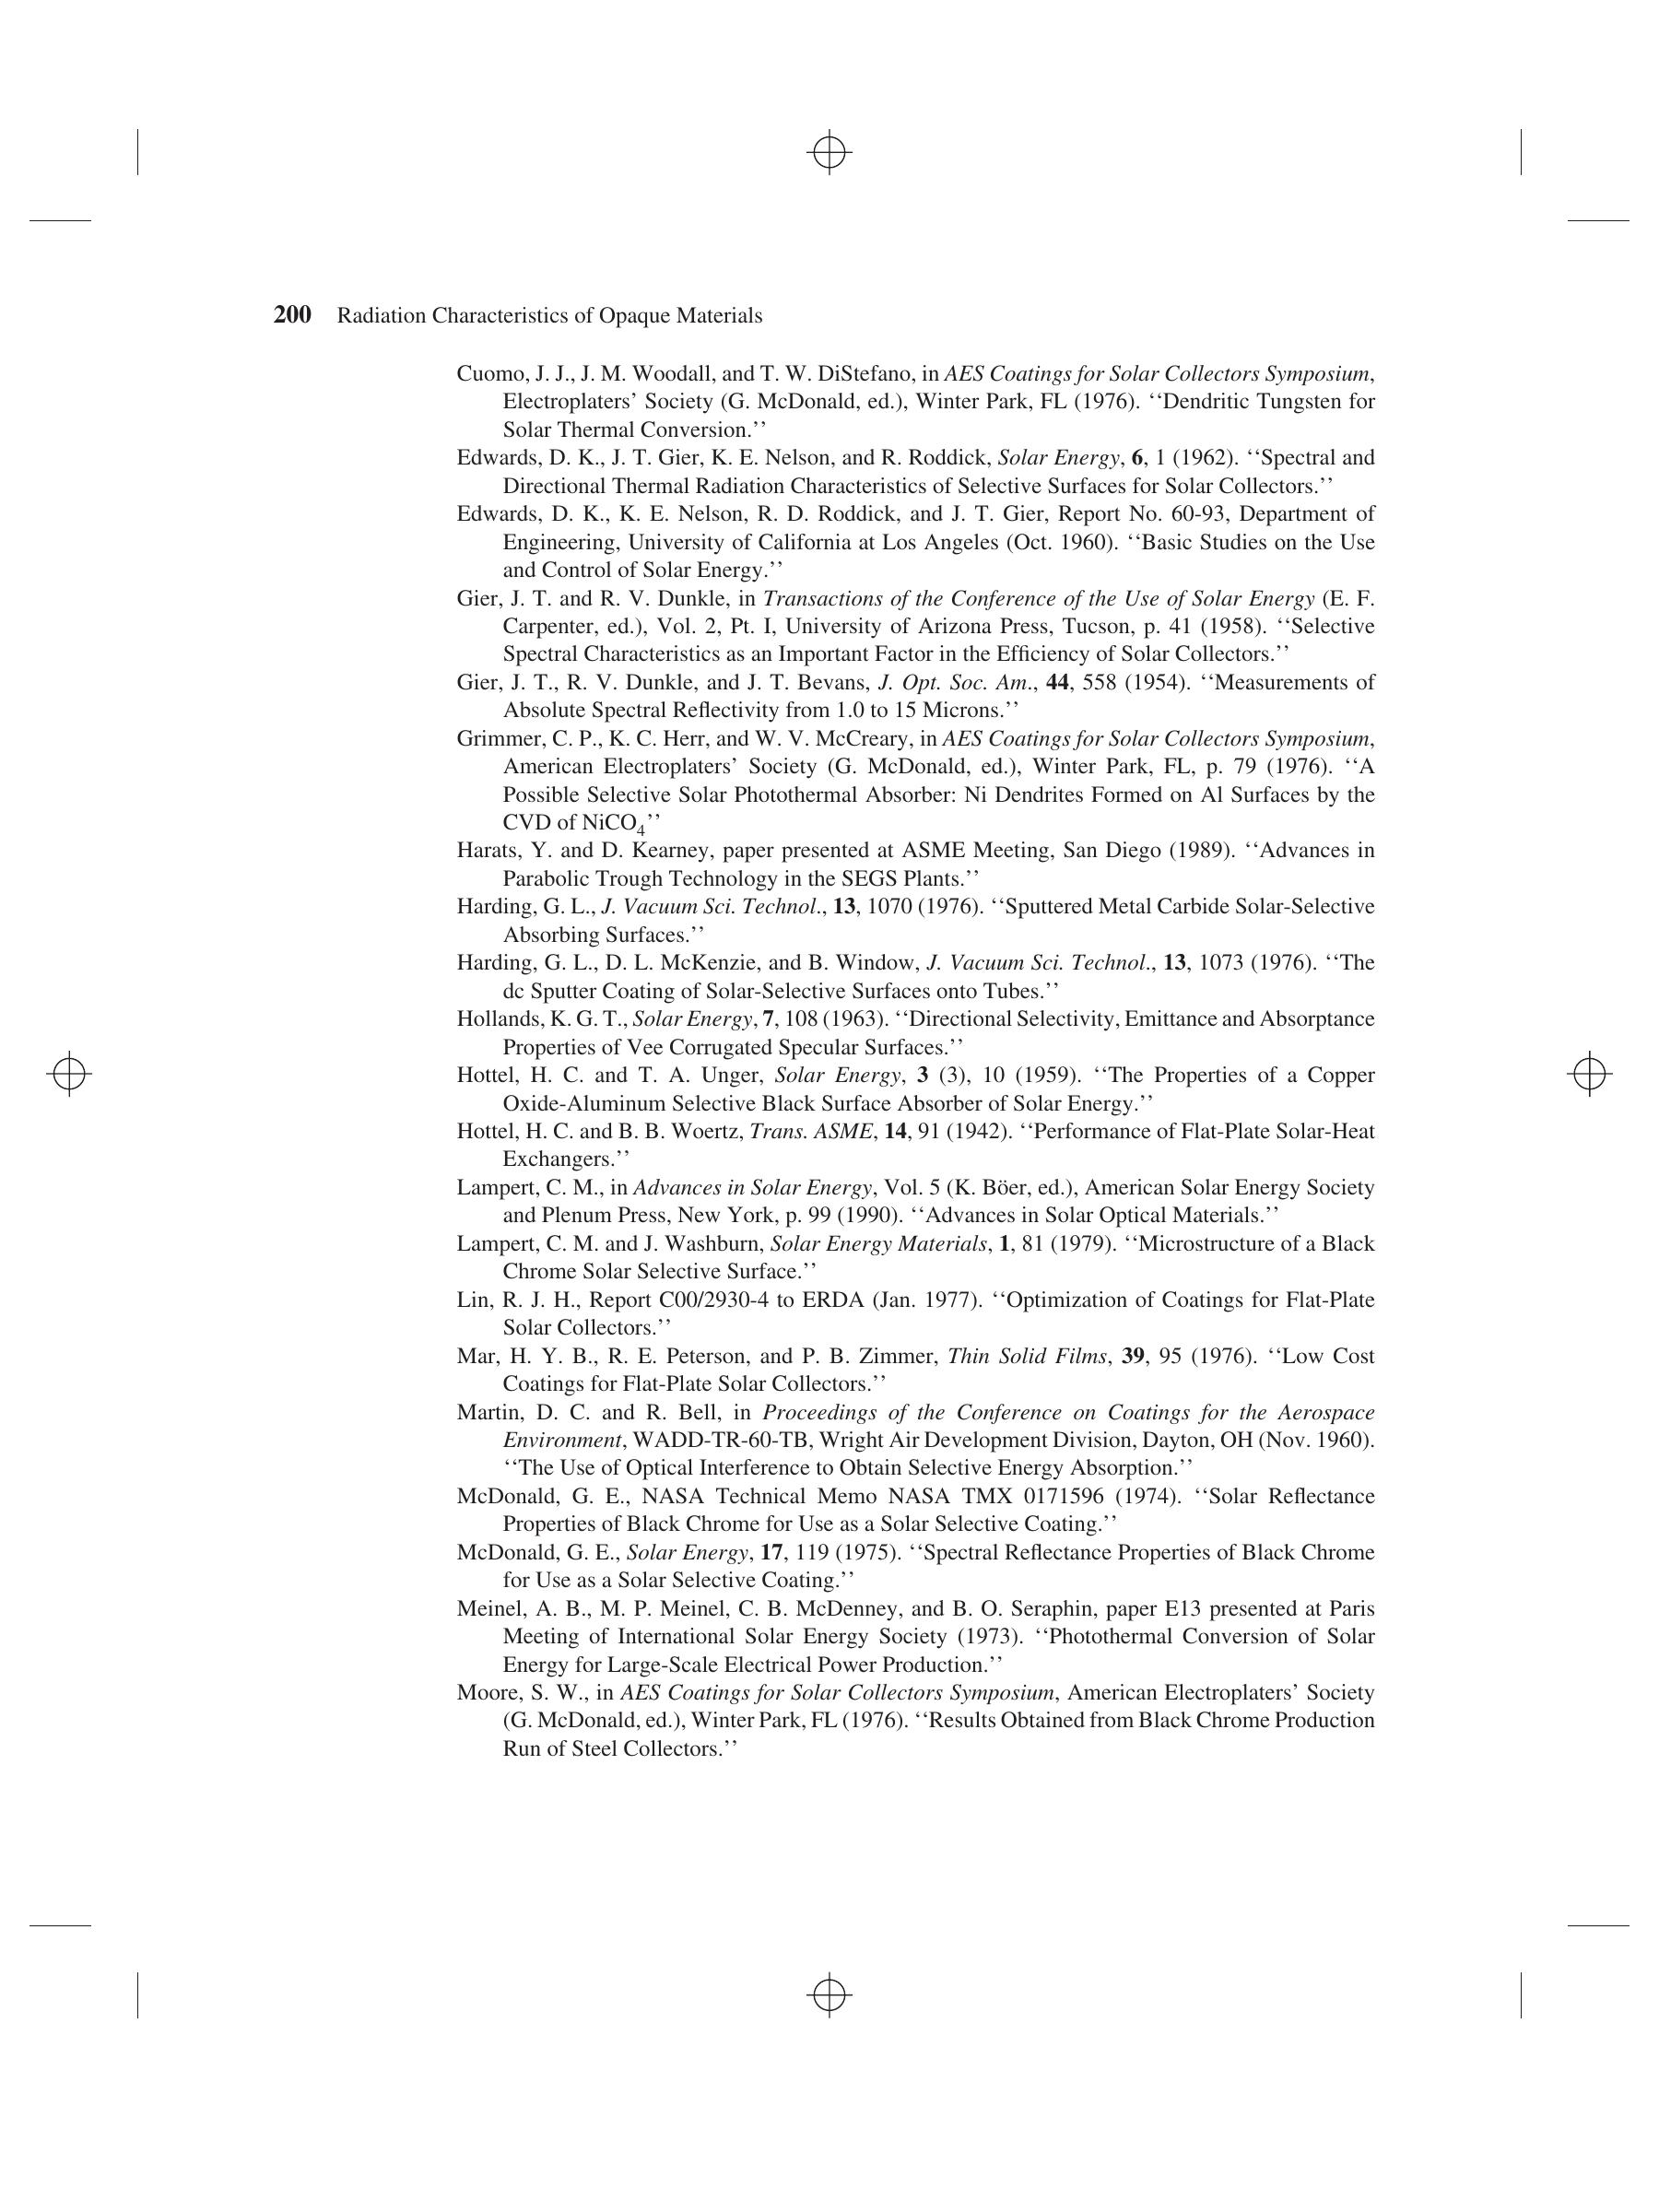 200 Radiation Characteristics of Opaque Materials
Cuomo, J. J., J. M. Woodall, and T. W. DiStefano, in AES Coatings for Solar Collectors Symposium,
Electroplaters’ Society (G. McDonald, ed.), Winter Park, FL (1976). ‘‘Dendritic Tungsten for
Solar Thermal Conversion.’’
Edwards, D. K., J. T. Gier, K. E. Nelson, and R. Roddick, Solar Energy, 6, 1 (1962). ‘‘Spectral and
Directional Thermal Radiation Characteristics of Selective Surfaces for Solar Collectors.’’
Edwards, D. K., K. E. Nelson, R. D. Roddick, and J. T. Gier, Report No. 60-93, Department of
Engineering, University of California at Los Angeles (Oct. 1960). ‘‘Basic Studies on the Use
and Control of Solar Energy.’’
Gier, J. T. and R. V. Dunkle, in Transactions of the Conference of the Use of Solar Energy (E. F.
Carpenter, ed.), Vol. 2, Pt. I, University of Arizona Press, Tucson, p. 41 (1958). ‘‘Selective
Spectral Characteristics as an Important Factor in the Efficiency of Solar Collectors.’’
Gier, J. T., R. V. Dunkle, and J. T. Bevans, J. Opt. Soc. Am., 44, 558 (1954). ‘‘Measurements of
Absolute Spectral Reflectivity from 1.0 to 15 Microns.’’
Grimmer, C. P., K. C. Herr, and W. V. McCreary, in AES Coatings for Solar Collectors Symposium,
American Electroplaters’ Society (G. McDonald, ed.), Winter Park, FL, p. 79 (1976). ‘‘A
Possible Selective Solar Photothermal Absorber: Ni Dendrites Formed on Al Surfaces by the
CVD of NiCO₄’’
Harats, Y. and D. Kearney, paper presented at ASME Meeting, San Diego (1989). ‘‘Advances in
Parabolic Trough Technology in the SEGS Plants.’’
Harding, G. L., J. Vacuum Sci. Technol., 13, 1070 (1976). ‘‘Sputtered Metal Carbide Solar-Selective
Absorbing Surfaces.’’
Harding, G. L., D. L. McKenzie, and B. Window, J. Vacuum Sci. Technol., 13, 1073 (1976). ‘‘The
dc Sputter Coating of Solar-Selective Surfaces onto Tubes.’’
Hollands, K. G. T., Solar Energy, 7, 108 (1963). ‘‘Directional Selectivity, Emittance and Absorptance
Properties of Vee Corrugated Specular Surfaces.’’
Hottel, H. C. and T. A. Unger, Solar Energy, 3 (3), 10 (1959). ‘‘The Properties of a Copper
Oxide-Aluminum Selective Black Surface Absorber of Solar Energy.’’
Hottel, H. C. and B. B. Woertz, Trans. ASME, 14, 91 (1942). ‘‘Performance of Flat-Plate Solar-Heat
Exchangers.’’
Lampert, C. M., in Advances in Solar Energy, Vol. 5 (K. Böer, ed.), American Solar Energy Society
and Plenum Press, New York, p. 99 (1990). ‘‘Advances in Solar Optical Materials.’’
Lampert, C. M. and J. Washburn, Solar Energy Materials, 1, 81 (1979). ‘‘Microstructure of a Black
Chrome Solar Selective Surface.’’
Lin, R. J. H., Report C00/2930-4 to ERDA (Jan. 1977). ‘‘Optimization of Coatings for Flat-Plate
Solar Collectors.’’
Mar, H. Y. B., R. E. Peterson, and P. B. Zimmer, Thin Solid Films, 39, 95 (1976). ‘‘Low Cost
Coatings for Flat-Plate Solar Collectors.’’
Martin, D. C. and R. Bell, in Proceedings of the Conference on Coatings for the Aerospace
Environment, WADD-TR-60-TB, Wright Air Development Division, Dayton, OH (Nov. 1960).
‘‘The Use of Optical Interference to Obtain Selective Energy Absorption.’’
McDonald, G. E., NASA Technical Memo NASA TMX 0171596 (1974). ‘‘Solar Reflectance
Properties of Black Chrome for Use as a Solar Selective Coating.’’
McDonald, G. E., Solar Energy, 17, 119 (1975). ‘‘Spectral Reflectance Properties of Black Chrome
for Use as a Solar Selective Coating.’’
Meinel, A. B., M. P. Meinel, C. B. McDenney, and B. O. Seraphin, paper E13 presented at Paris
Meeting of International Solar Energy Society (1973). ‘‘Photothermal Conversion of Solar
Energy for Large-Scale Electrical Power Production.’’
Moore, S. W., in AES Coatings for Solar Collectors Symposium, American Electroplaters’ Society
(G. McDonald, ed.), Winter Park, FL (1976). ‘‘Results Obtained from Black Chrome Production
Run of Steel Collectors.’’